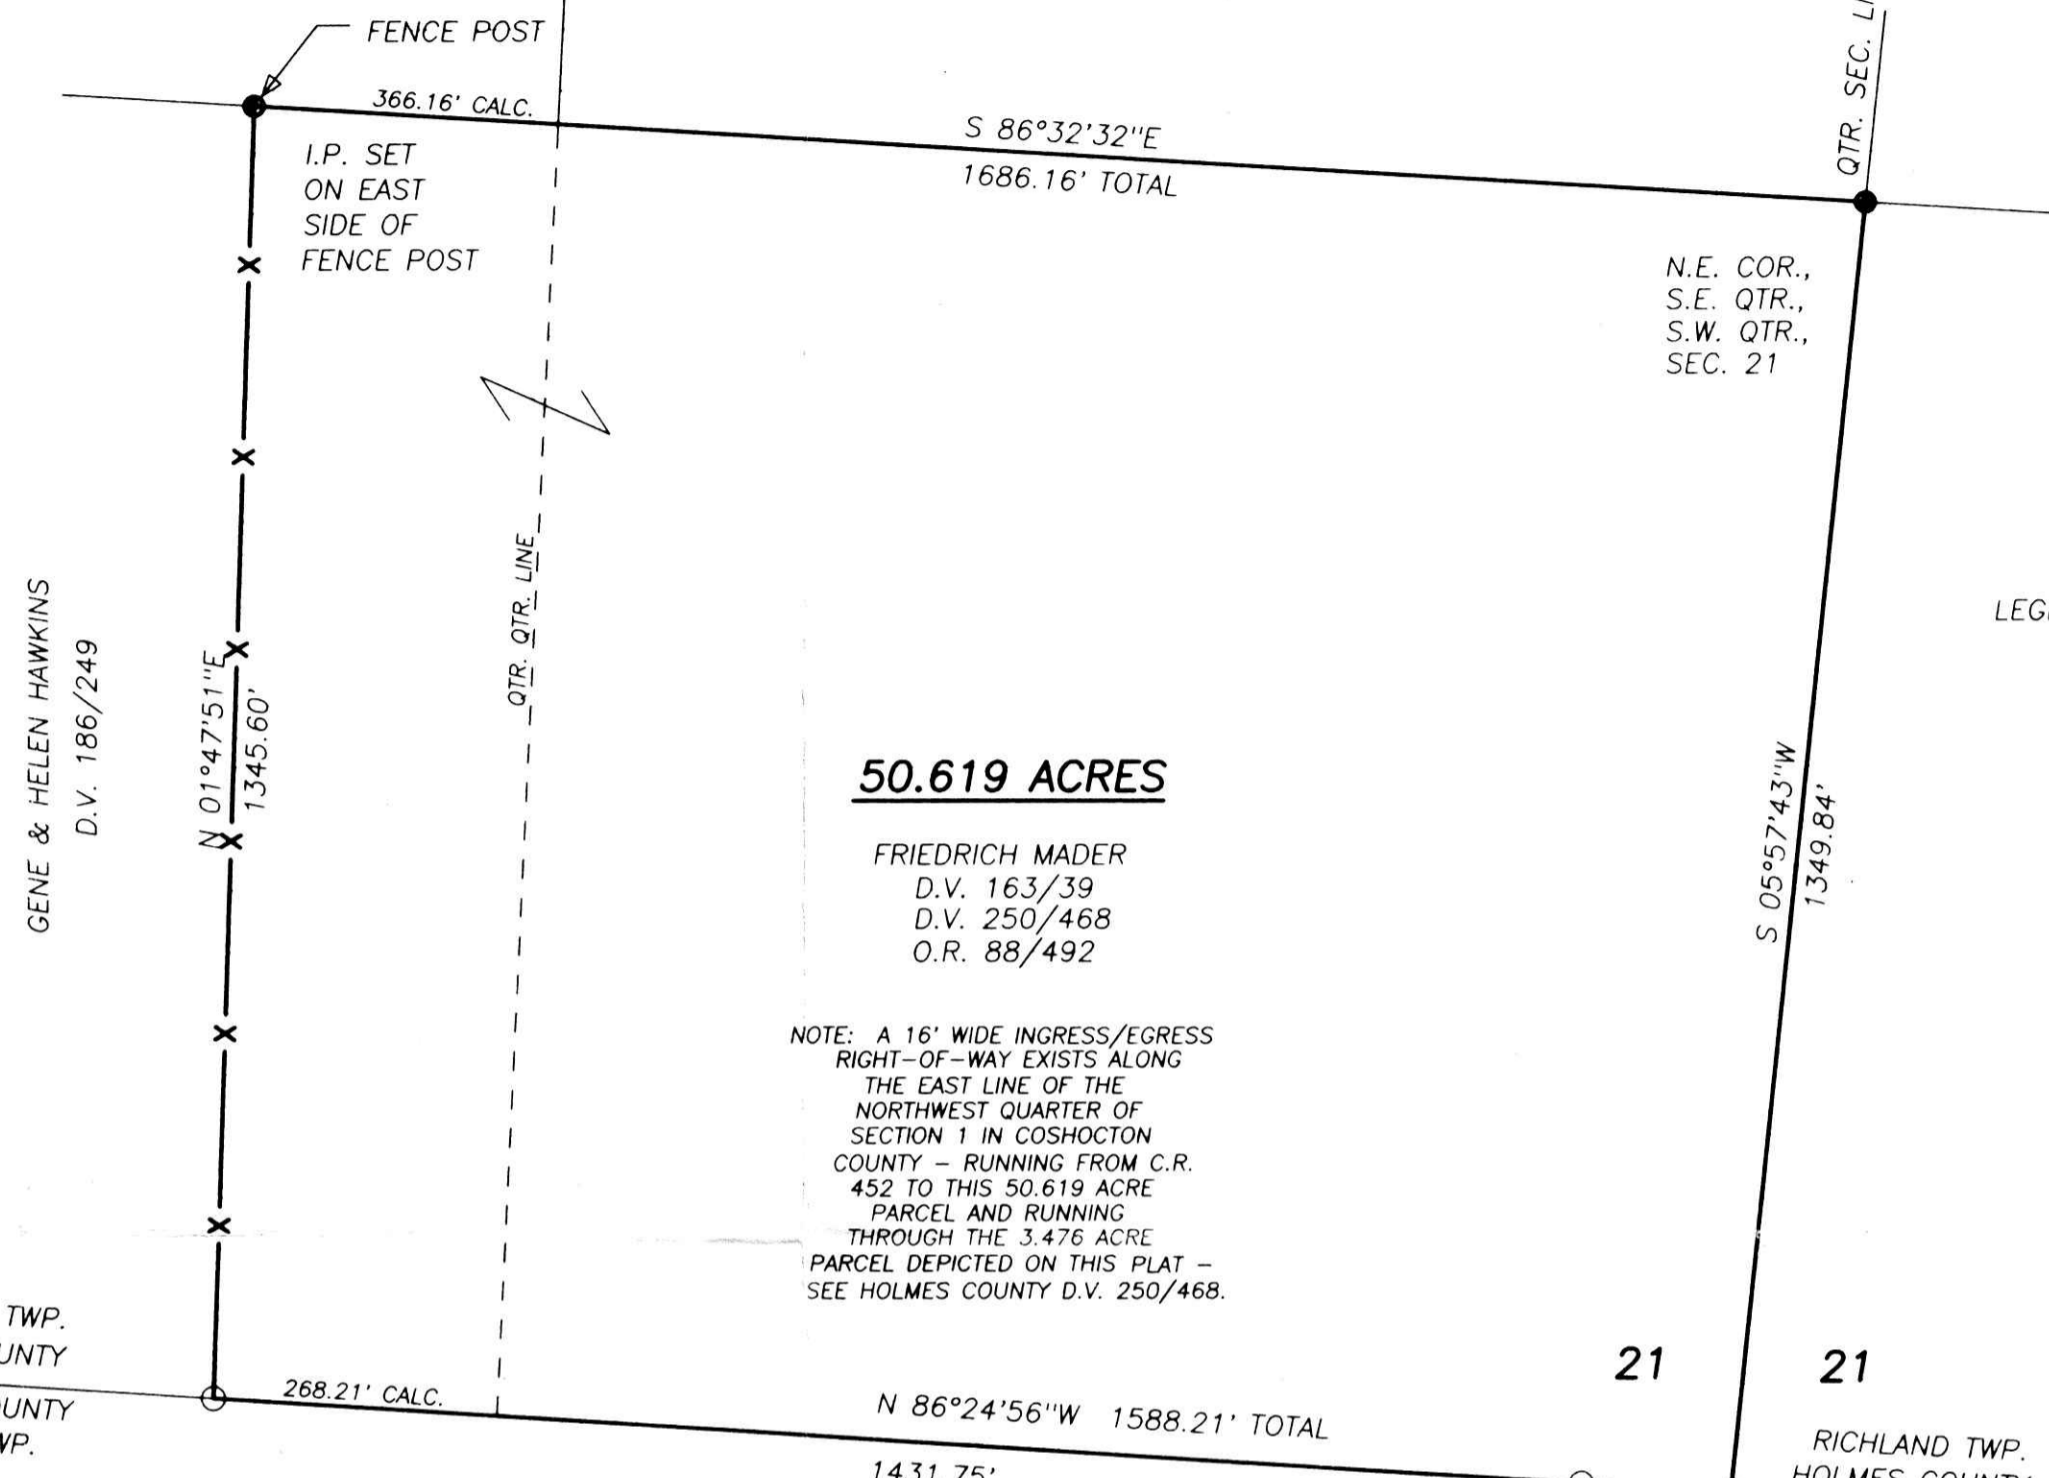 FENCE POST
QTR. SEC.
366.16' CALC.
I.P. SET
ON EAST
SIDE OF
FENCE POST
S 86°32'32"E
1686.16' TOTAL
N.E. COR.,
S.E. QTR.,
S.W. QTR.,
SEC. 21
GENE & HELEN HAWKINS
D.V. 186/249
N 01°47'51"E
1345.60'
QTR. QTR. LINE
50.619 ACRES
FRIEDRICH MADER
D.V. 163/39
D.V. 250/468
O.R. 88/492
NOTE: A 16' WIDE INGRESS/EGRESS
RIGHT-OF-WAY EXISTS ALONG
THE EAST LINE OF THE
NORTHWEST QUARTER OF
SECTION 1 IN COSHOCTON
COUNTY - RUNNING FROM C.R.
452 TO THIS 50.619 ACRE
PARCEL AND RUNNING
THROUGH THE 3.476 ACRE
PARCEL DEPICTED ON THIS PLAT -
SEE HOLMES COUNTY D.V. 250/468.
S 05°57'43"W
1349.84'
TWP.
21
21
268.21' CALC.
N 86°24'56"W 1588.21' TOTAL
1431.75'
RICHLAND TWP.
HOLMES COUNTY